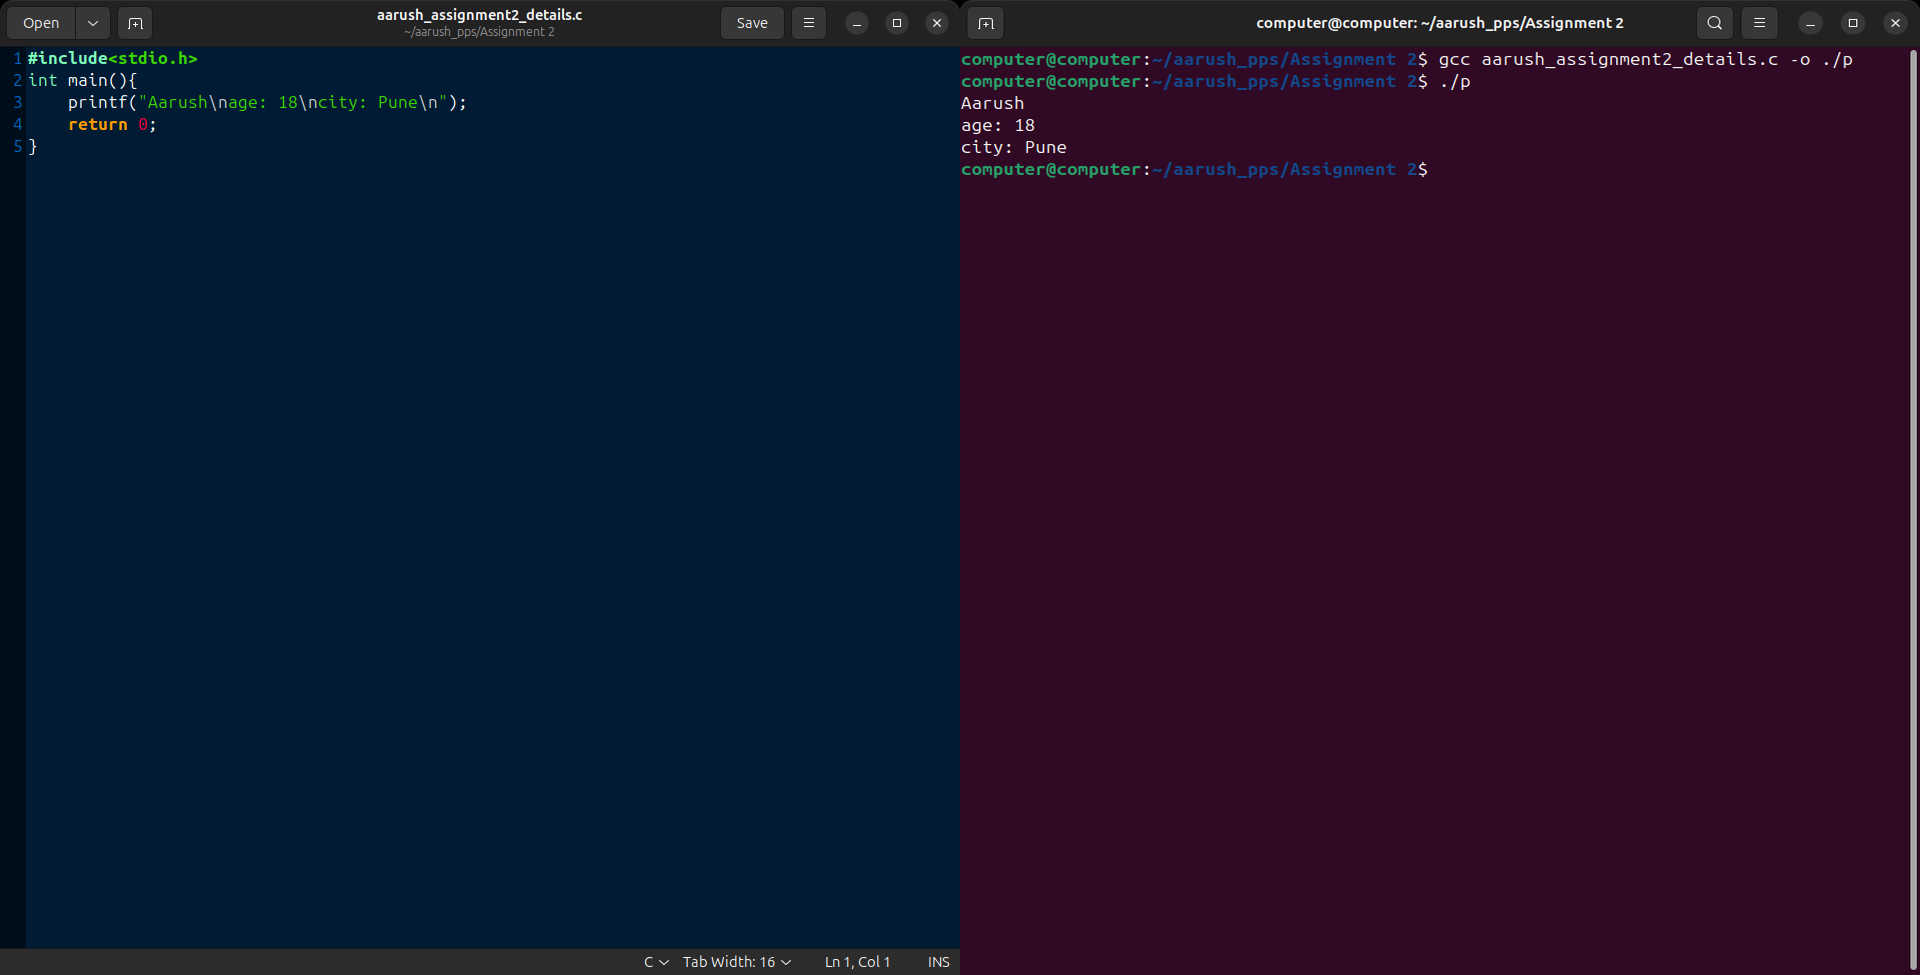 Open
aarush_assignment2_details.c
~/aarush_pps/Assignment 2
Save
1 #include<stdio.h>
2 int main(){
3     printf("Aarush\nage: 18\ncity: Pune\n");
4     return 0;
5 }
C
Tab Width: 16
Ln 1, Col 1
INS
computer@computer: ~/aarush_pps/Assignment 2
computer@computer:~/aarush_pps/Assignment 2$ gcc aarush_assignment2_details.c -o ./p
computer@computer:~/aarush_pps/Assignment 2$ ./p
Aarush
age: 18
city: Pune
computer@computer:~/aarush_pps/Assignment 2$